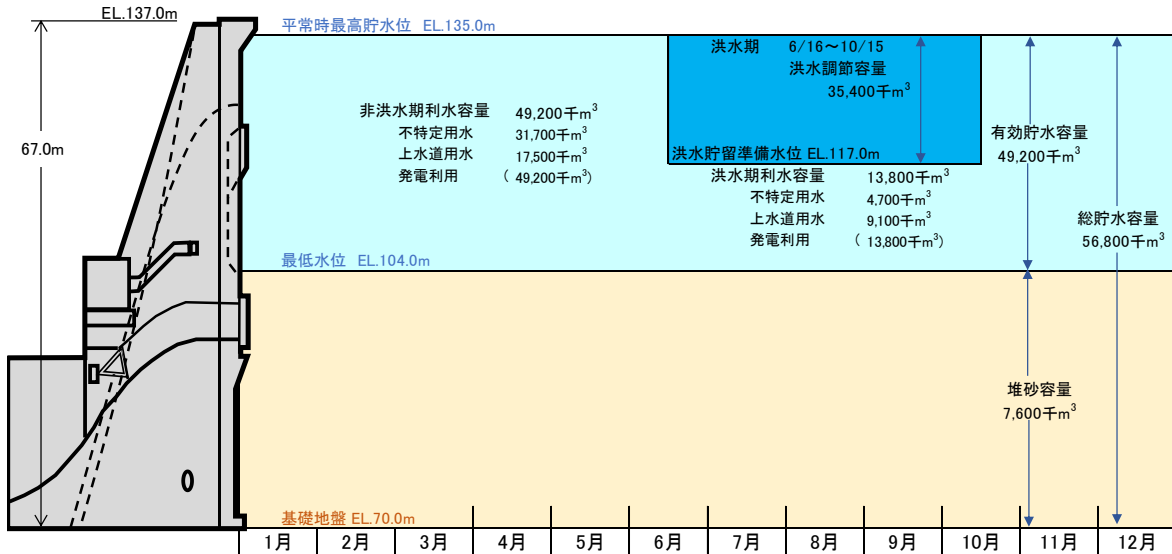 EL.137.0m
67.0m
平常時最高貯水位 EL.135.0m
洪水期 6/16～10/15
洪水調節容量
35,400千m³
非洪水期利水容量 49,200千m³
不特定用水 31,700千m³
上水道用水 17,500千m³
発電利用 （ 49,200千m³）
洪水貯留準備水位 EL.117.0m
洪水期利水容量 13,800千m³
不特定用水 4,700千m³
上水道用水 9,100千m³
発電利用 （ 13,800千m³）
有効貯水容量
49,200千m³
総貯水容量
56,800千m³
最低水位 EL.104.0m
堆砂容量
7,600千m³
基礎地盤 EL.70.0m
1月 2月 3月 4月 5月 6月 7月 8月 9月 10月 11月 12月